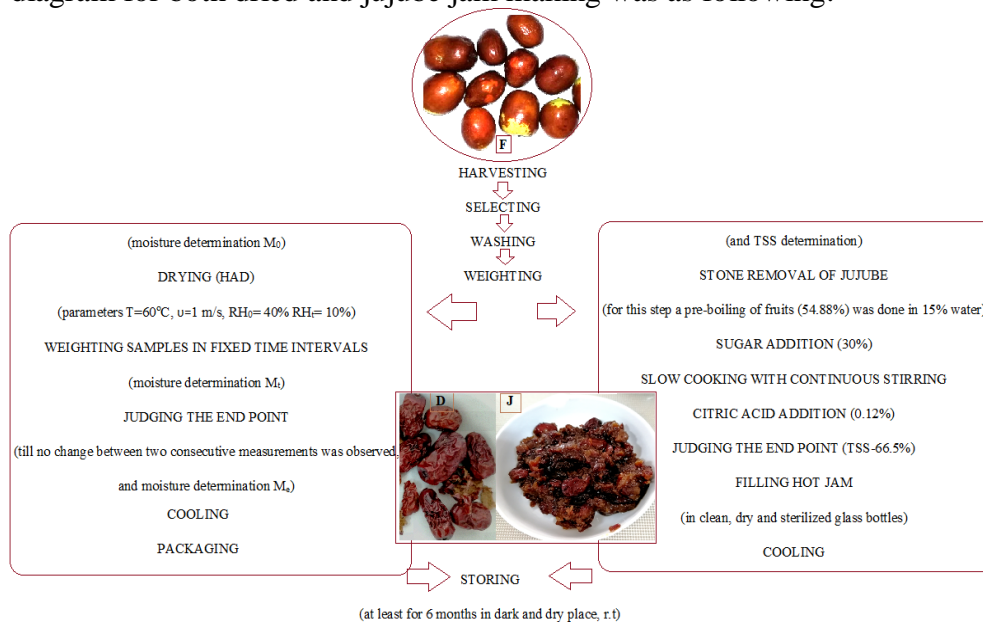 diagram for both dried and jujube jam making was as following:
F
HARVESTING
SELECTING
WASHING
WEIGHTING
(moisture determination M₀)
DRYING (HAD)
(parameters T=60°C, υ=1 m/s, RH₀= 40% RHₜ= 10%)
WEIGHTING SAMPLES IN FIXED TIME INTERVALS
(moisture determination Mₜ)
JUDGING THE END POINT
(till no change between two consecutive measurements was observed,
and moisture determination Mₑ)
COOLING
PACKAGING
(and TSS determination)
STONE REMOVAL OF JUJUBE
(for this step a pre-boiling of fruits (54.88%) was done in 15% water)
SUGAR ADDITION (30%)
SLOW COOKING WITH CONTINUOUS STIRRING
CITRIC ACID ADDITION (0.12%)
JUDGING THE END POINT (TSS-66.5%)
FILLING HOT JAM
(in clean, dry and sterilized glass bottles)
COOLING
D
J
STORING
(at least for 6 months in dark and dry place, r.t)